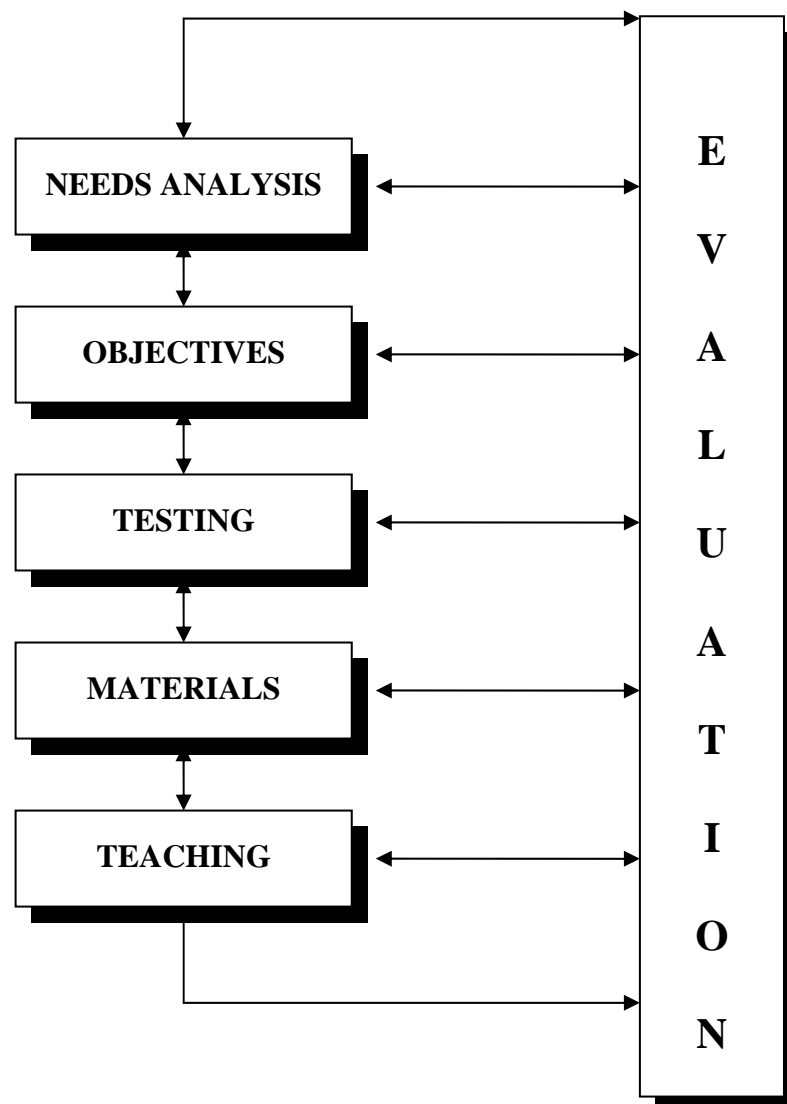 NEEDS ANALYSIS
OBJECTIVES
TESTING
MATERIALS
TEACHING
E
V
A
L
U
A
T
I
O
N